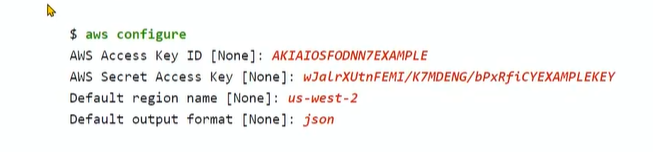 $ aws configure
AWS Access Key ID [None]: AKIAIOSFODNN7EXAMPLE
AWS Secret Access Key [None]: wJalrXUtnFEMI/K7MDENG/bPxRfiCYEXAMPLEKEY
Default region name [None]: us-west-2
Default output format [None]: json